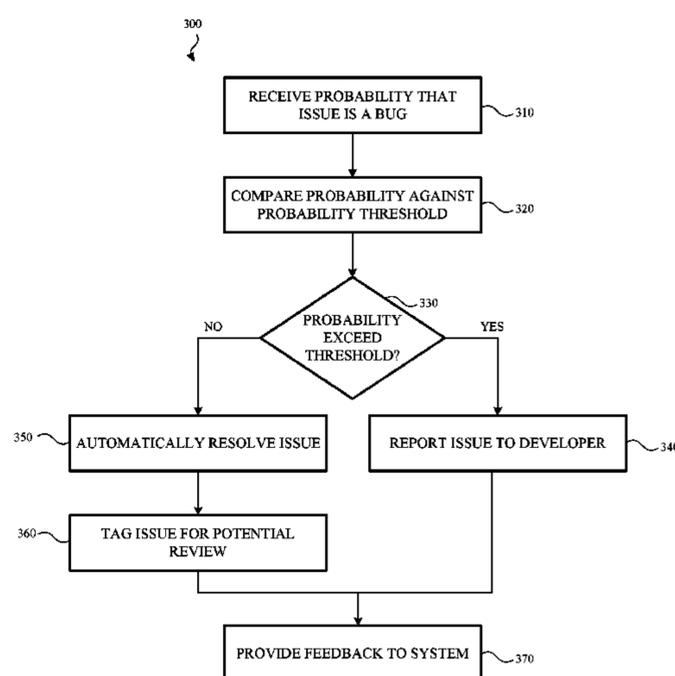 300
RECEIVE PROBABILITY THAT
ISSUE IS A BUG
310
COMPARE PROBABILITY AGAINST
PROBABILITY THRESHOLD
320
330
PROBABILITY
EXCEED
THRESHOLD?
NO
YES
350
AUTOMATICALLY RESOLVE ISSUE
REPORT ISSUE TO DEVELOPER
340
360
TAG ISSUE FOR POTENTIAL
REVIEW
PROVIDE FEEDBACK TO SYSTEM
370